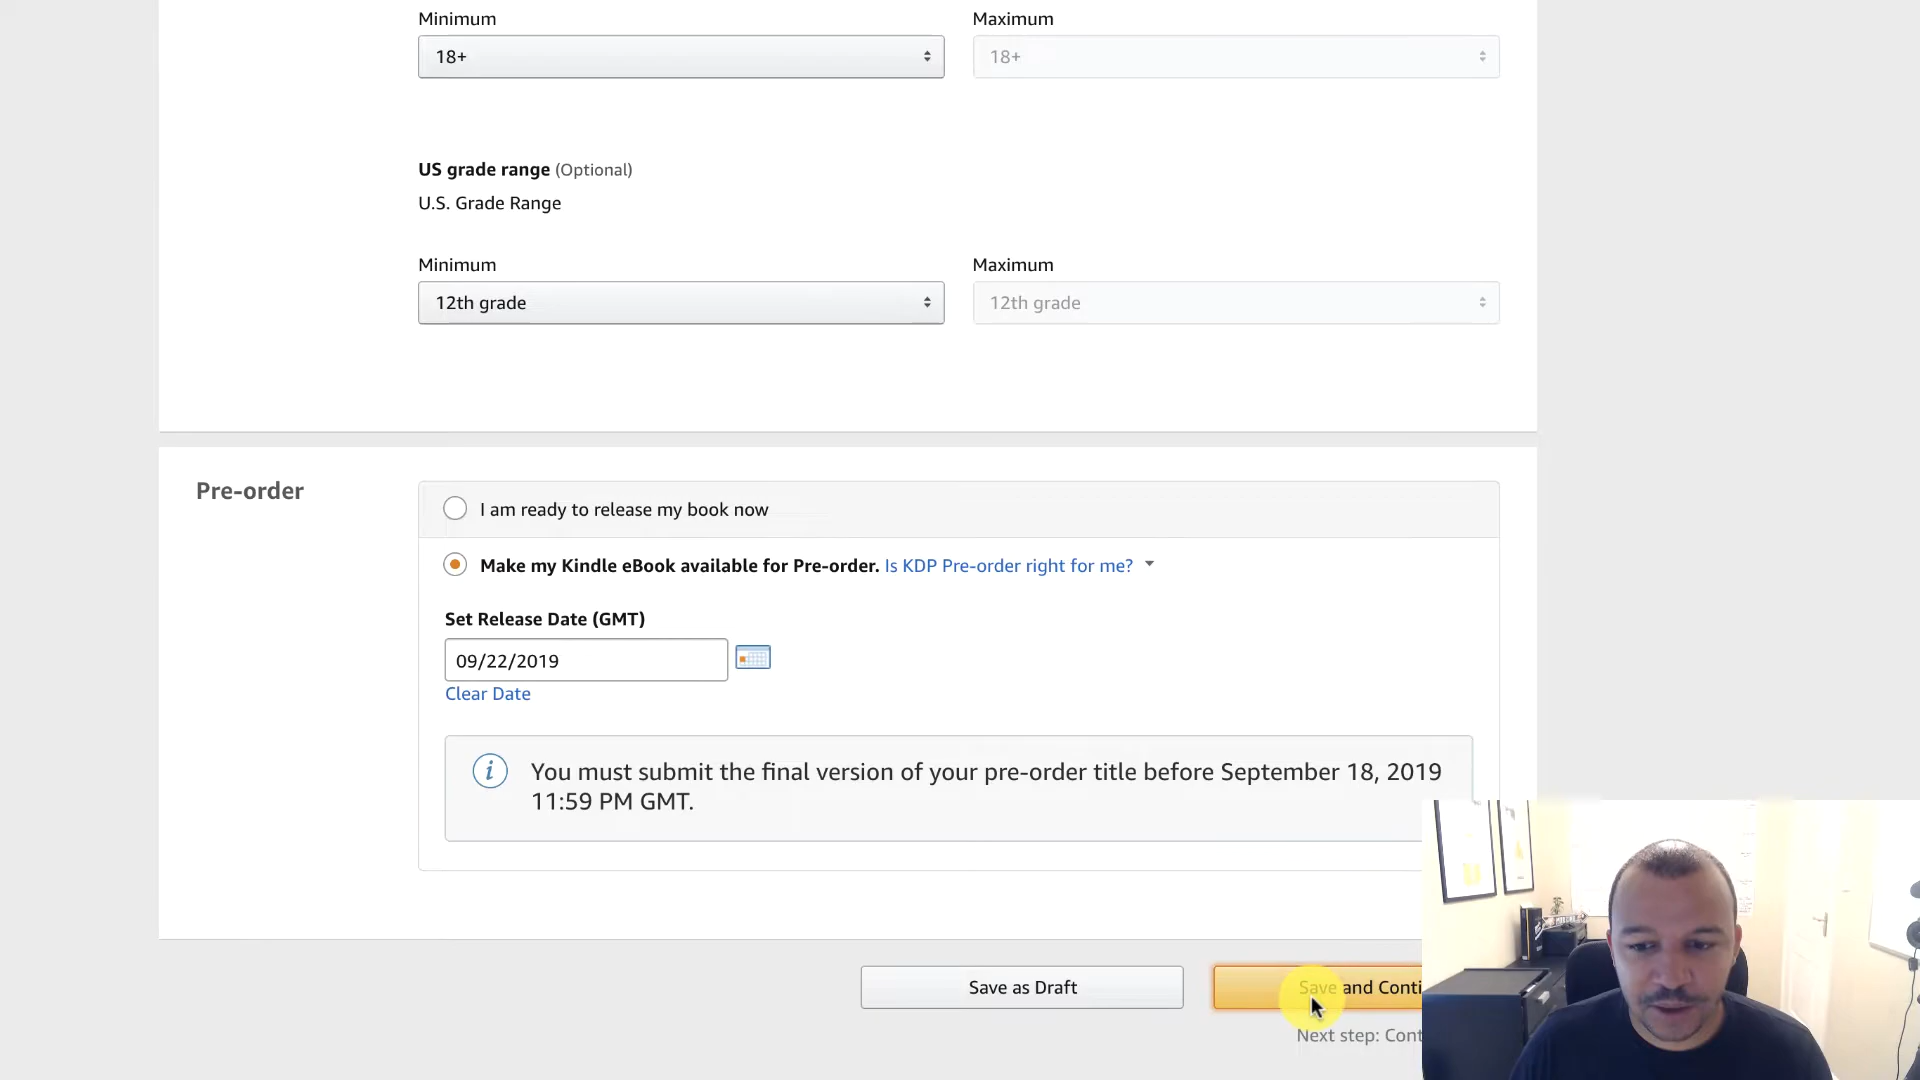 Minimum
Maximum
18+
18+
US grade range (Optional)
U.S. Grade Range
Minimum
Maximum
12th grade
12th grade
Pre-order
I am ready to release my book now
Make my Kindle eBook available for Pre-order. Is KDP Pre-order right for me?
Set Release Date (GMT)
09/22/2019
Clear Date
i
You must submit the final version of your pre-order title before September 18, 2019
11:59 PM GMT.
Save as Draft
Save and Conti
Next step: Cont